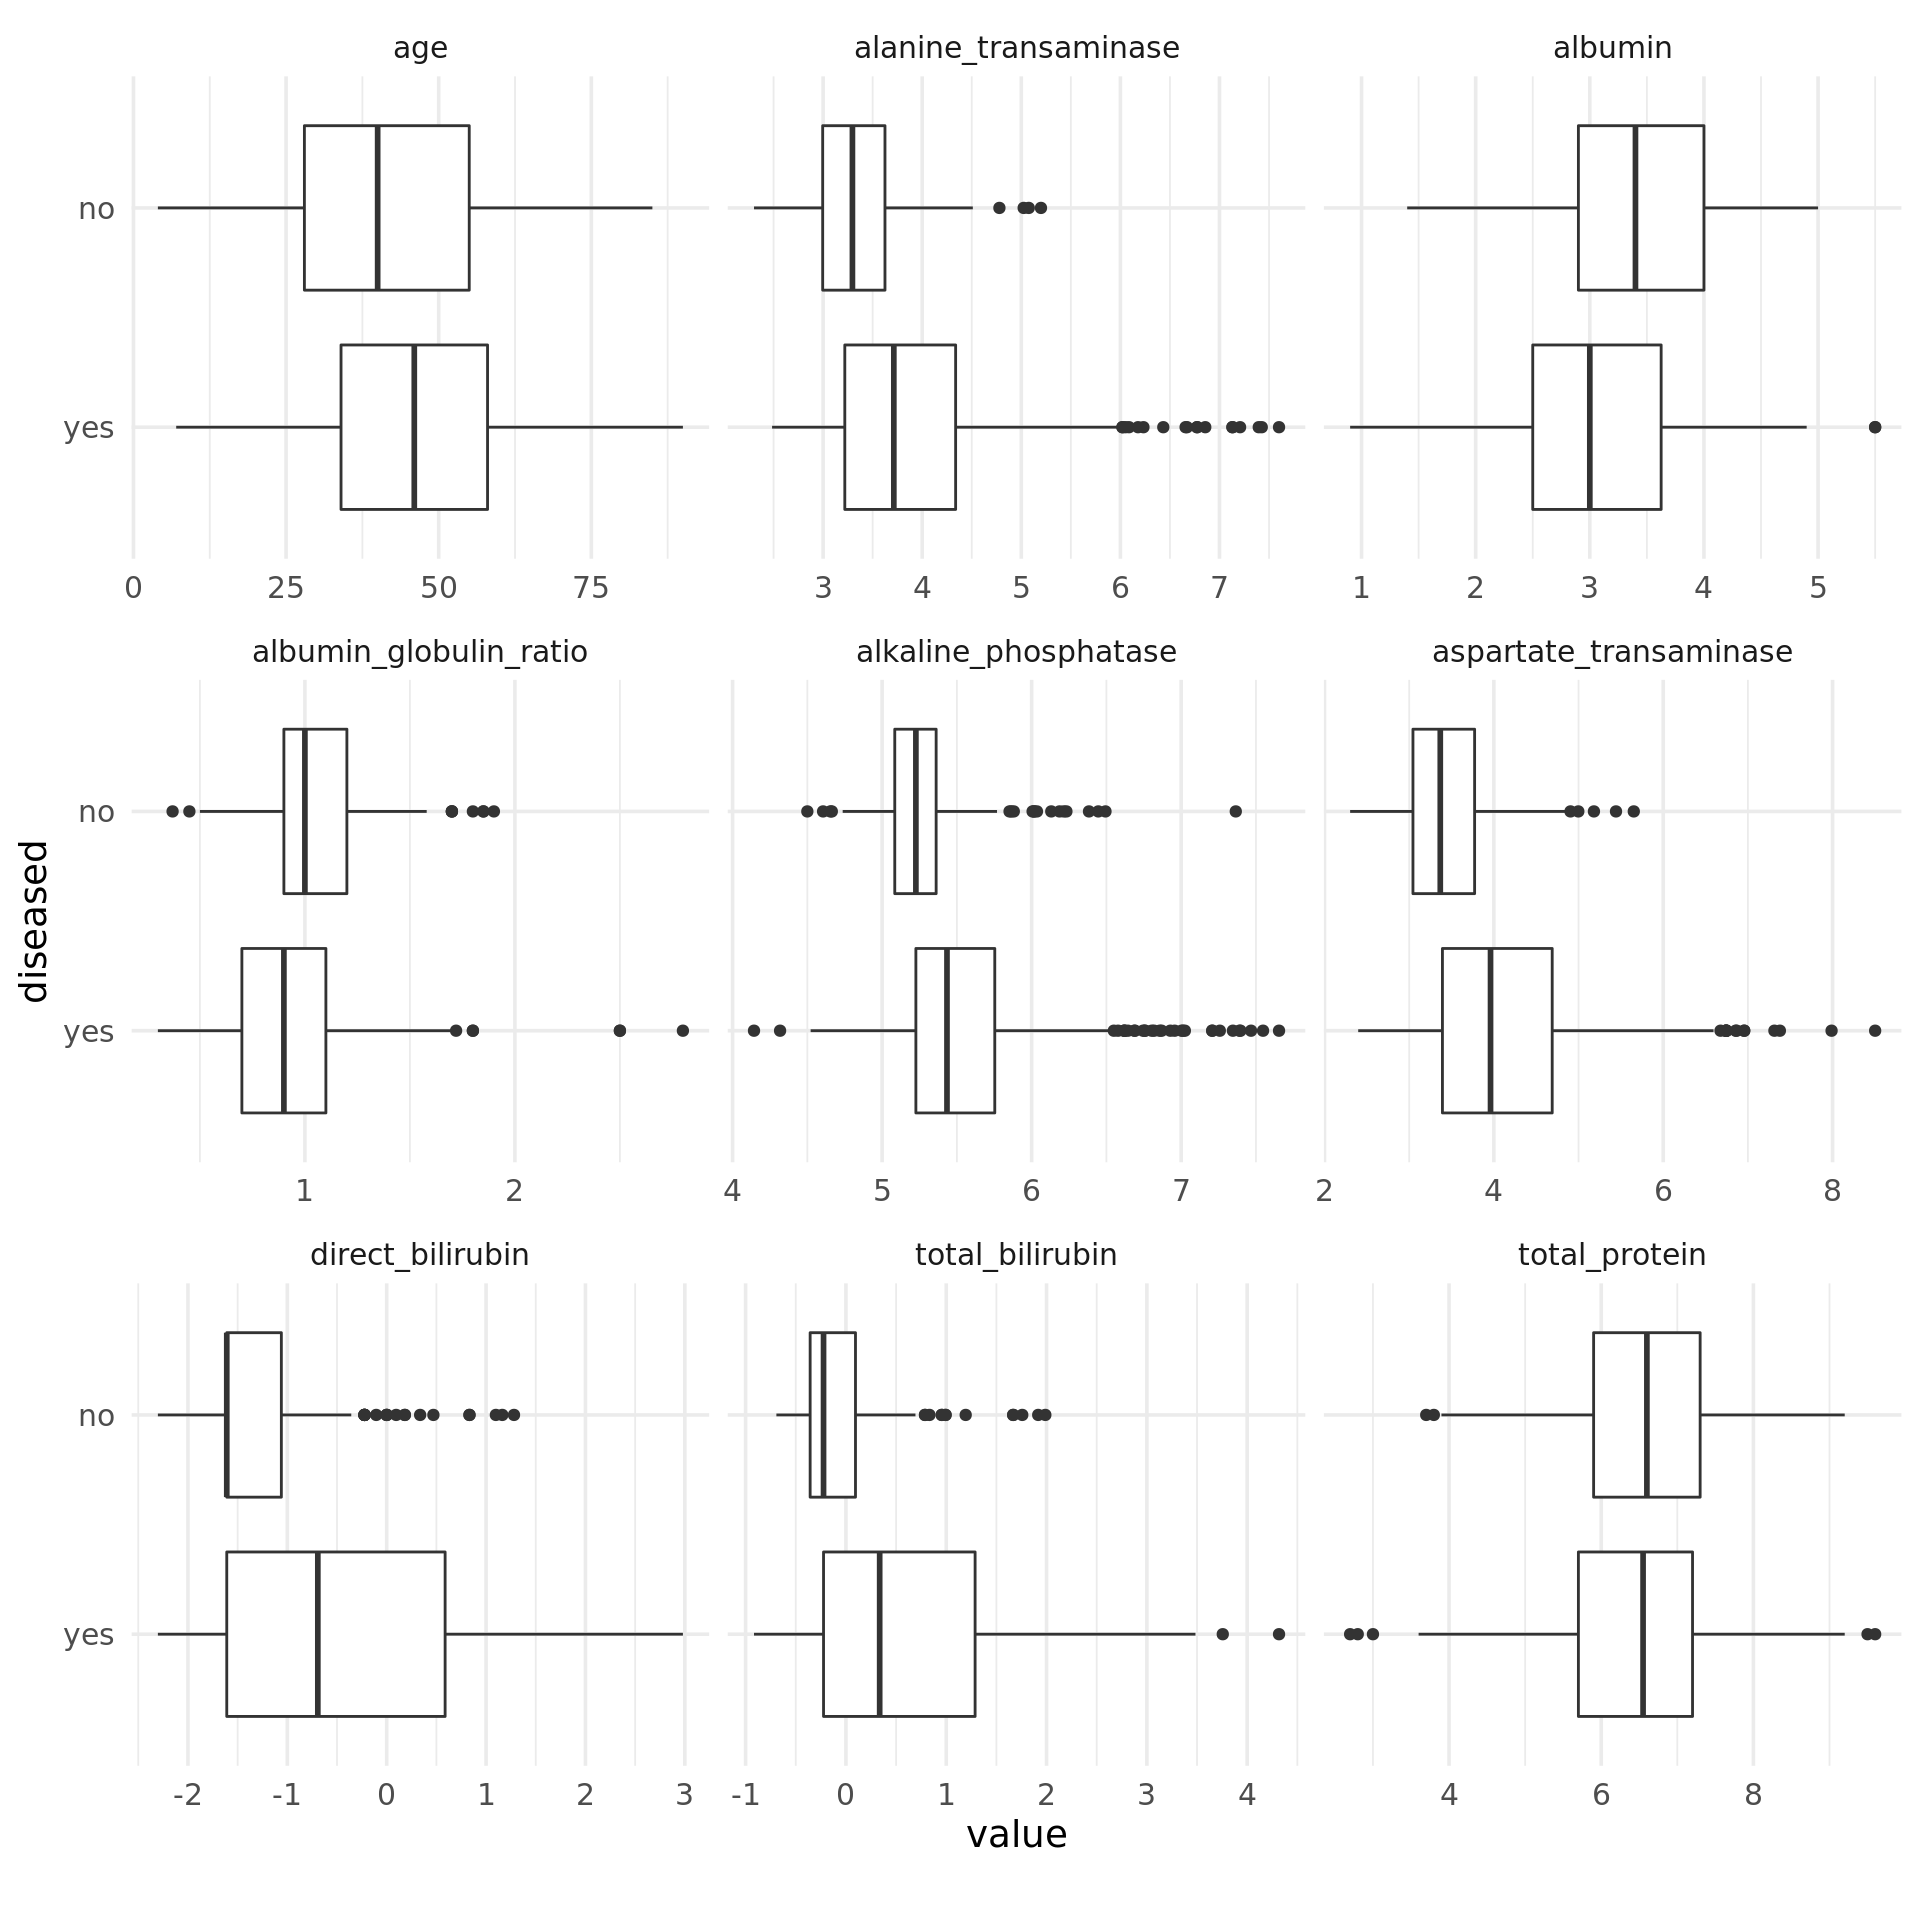 age alanine_transaminase albumin
no
yes
0 25 50 75 3 4 5 6 7 1 2 3 4 5
albumin_globulin_ratio alkaline_phosphatase aspartate_transaminase
no
diseased
yes
1 2 4 5 6 7 2 4 6 8
direct_bilirubin total_bilirubin total_protein
no
yes
-2 -1 0 1 2 3 -1 0 1 2 3 4 4 6 8
value